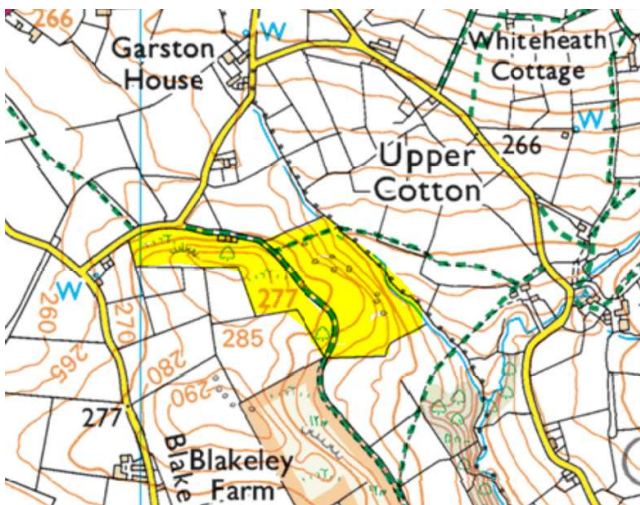 266
W
Garston
House
Whiteheath
Cottage
W
266
Upper
Cotton
W
260
270
277
265
280
285
290
277
Blakeley
Farm
Blake